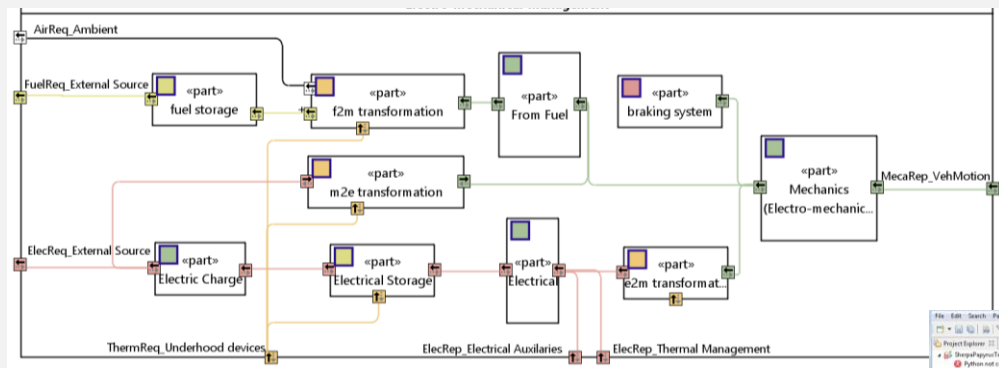 AirReq_Ambient
FuelReq_External Source
«part»
fuel storage
«part»
f2m transformation
«part»
From Fuel
«part»
braking system
«part»
m2e transformation
«part»
Mechanics
(Electro-mechanic...
MecaRep_VehMotion
ElecReq_External Source
«part»
Electric Charge
«part»
Electrical Storage
«part»
Electrical
«part»
e2m transformat...
ThermReq_Underhood devices
ElecRep_Electrical Auxilaries
ElecRep_Thermal Management
File Edit Search
Project Explorer